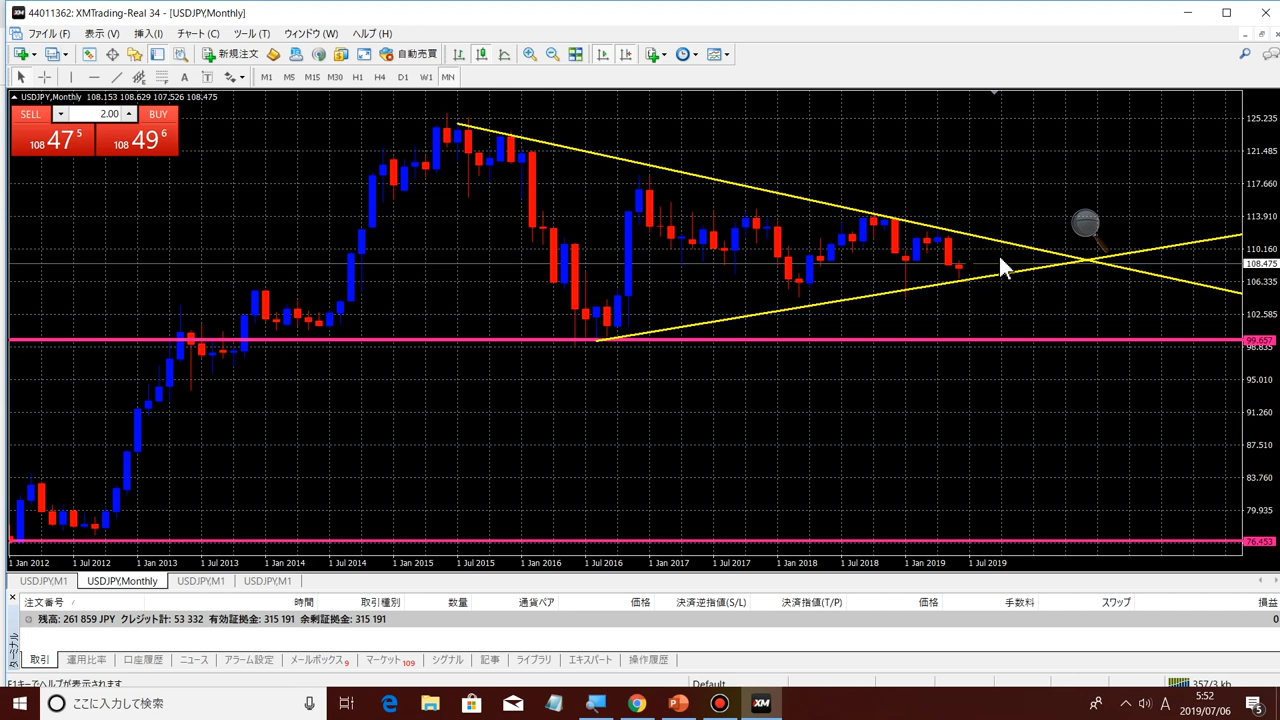 44011362: XMTrading-Real 34 - [USDJPY,Monthly]
ファイル (F) 表示 (V) 挿入(I) チャート (C) ツール (T) ウィンドウ (W) ヘルプ (H)
新規注文 自動売買
A T M1 M5 M15 M30 H1 H4 D1 W1 MN
USDJPY,Monthly 108.153 108.629 107.526 108.475
SELL 2.00 BUY
108 47 5 108 49 6
125.235
121.485
117.660
113.910
110.160
108.475
106.335
102.585
99.657
98.835
95.010
91.260
87.510
83.760
79.935
76.453
1 Jan 2012 1 Jul 2012 1 Jan 2013 1 Jul 2013 1 Jan 2014 1 Jul 2014 1 Jan 2015 1 Jul 2015 1 Jan 2016 1 Jul 2016 1 Jan 2017 1 Jul 2017 1 Jan 2018 1 Jul 2018 1 Jan 2019 1 Jul 2019
USDJPY,M1 USDJPY,Monthly USDJPY,M1 USDJPY,M1
注文番号 時間 取引種別 数量 通貨ペア 価格 決済逆指値(S/L) 決済指値(T/P) 価格 手数料 スワップ 損益
残高: 261 859 JPY クレジット計: 53 332 有効証拠金: 315 191 余剰証拠金: 315 191 0
ターミナル
取引 運用比率 口座履歴 ニュース アラーム設定 メールボックス 9 マーケット 109 シグナル 記事 ライブラリ エキスパート 操作履歴
F1キーでヘルプが表示されます Default 357/3 kb
ここに入力して検索 XM A 5:52
2019/07/06 5